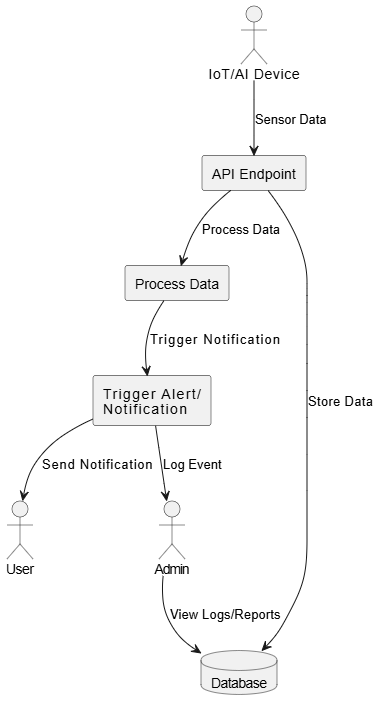 IoT/AI Device
Sensor Data
API Endpoint
Process Data
Process Data
Trigger Notification
Store Data
Trigger Alert/
Notification
Send Notification
Log Event
User
Admin
View Logs/Reports
Database